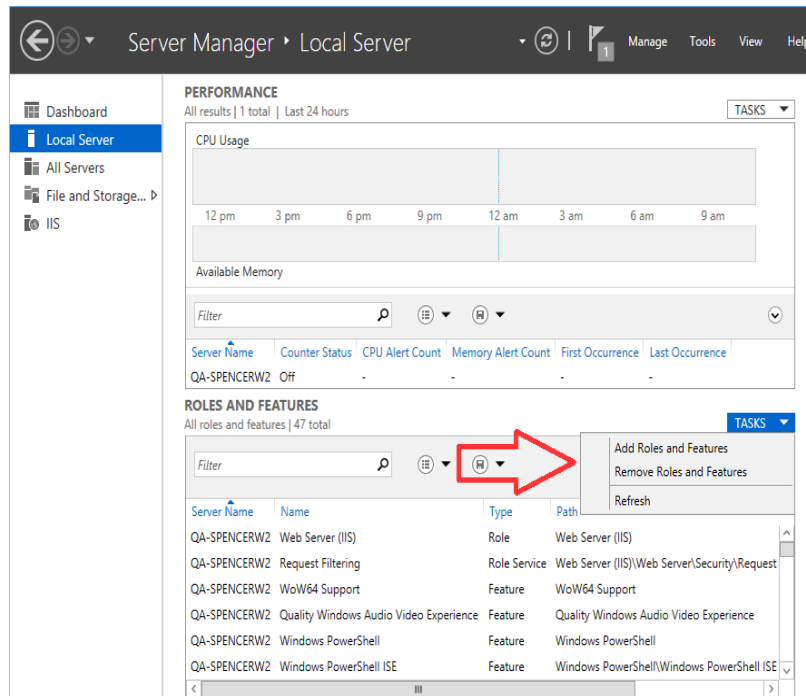 Server Manager ‣ Local Server
1
Manage Tools View Help
Dashboard
Local Server
All Servers
File and Storage...
IIS
PERFORMANCE
All results | 1 total | Last 24 hours
TASKS
CPU Usage
12 pm 3 pm 6 pm 9 pm 12 am 3 am 6 am 9 am
Available Memory
Filter
Server Name Counter Status CPU Alert Count Memory Alert Count First Occurrence Last Occurrence
QA-SPENCERW2 Off - - - -
ROLES AND FEATURES
All roles and features | 47 total
TASKS
Add Roles and Features
Remove Roles and Features
Refresh
Filter
Server Name Name Type Path
QA-SPENCERW2 Web Server (IIS) Role Web Server (IIS)
QA-SPENCERW2 Request Filtering Role Service Web Server (IIS)\Web Server\Security\Request
QA-SPENCERW2 WoW64 Support Feature WoW64 Support
QA-SPENCERW2 Quality Windows Audio Video Experience Feature Quality Windows Audio Video Experience
QA-SPENCERW2 Windows PowerShell Feature Windows PowerShell
QA-SPENCERW2 Windows PowerShell ISE Feature Windows PowerShell\Windows PowerShell ISE